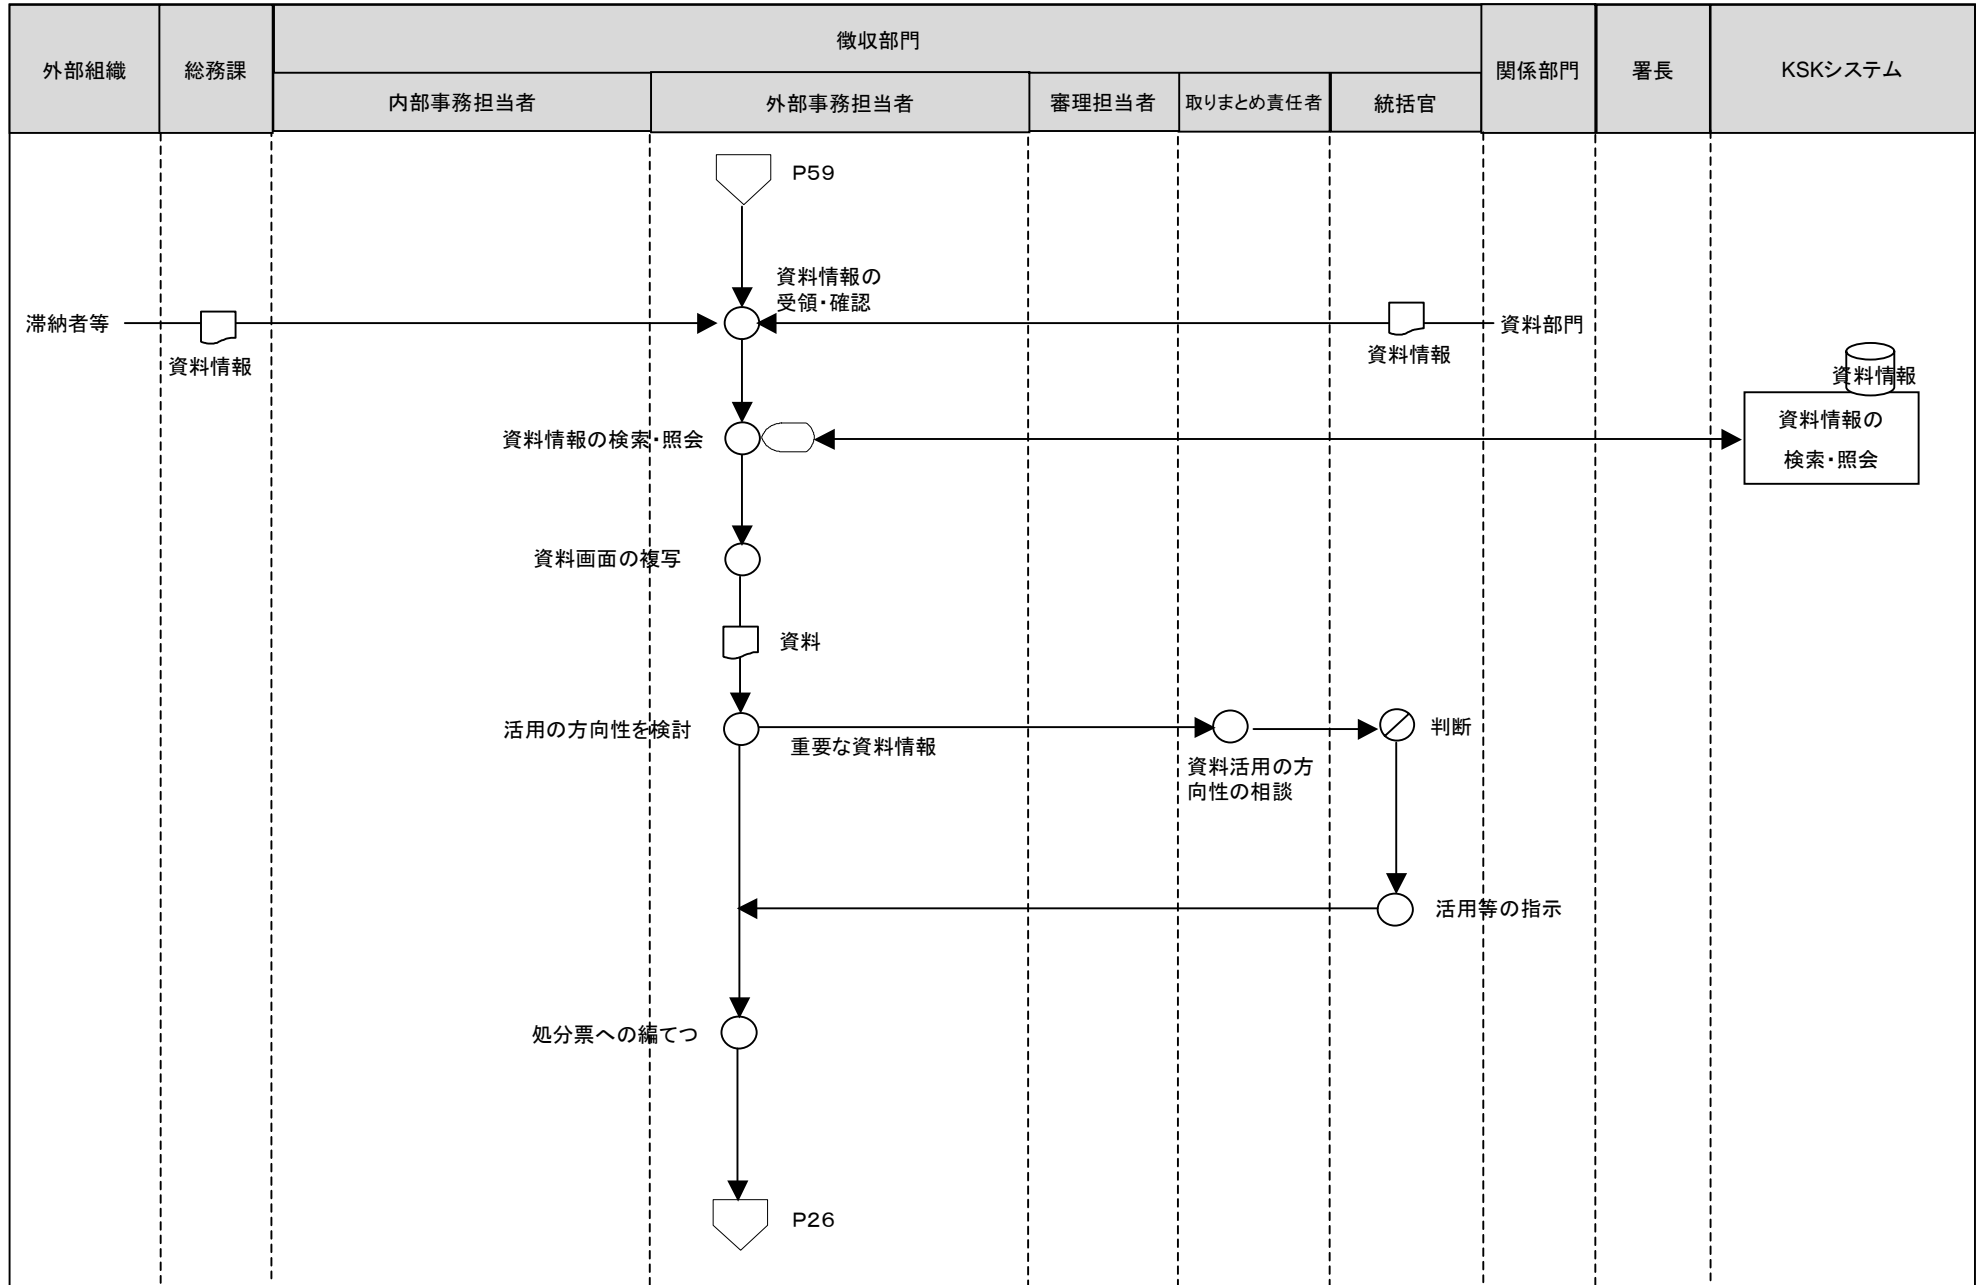 外部組織
総務課
徴収部門
関係部門
署長
KSKシステム
内部事務担当者
外部事務担当者
審理担当者
取りまとめ責任者
統括官
P59
資料情報の
受領・確認
滞納者等
資料部門
資料情報
資料情報
資料情報
資料情報の
検索・照会
資料情報の検索・照会
資料画面の複写
資料
活用の方向性を検討
重要な資料情報
判断
資料活用の方
向性の相談
活用等の指示
処分票への編てつ
P26